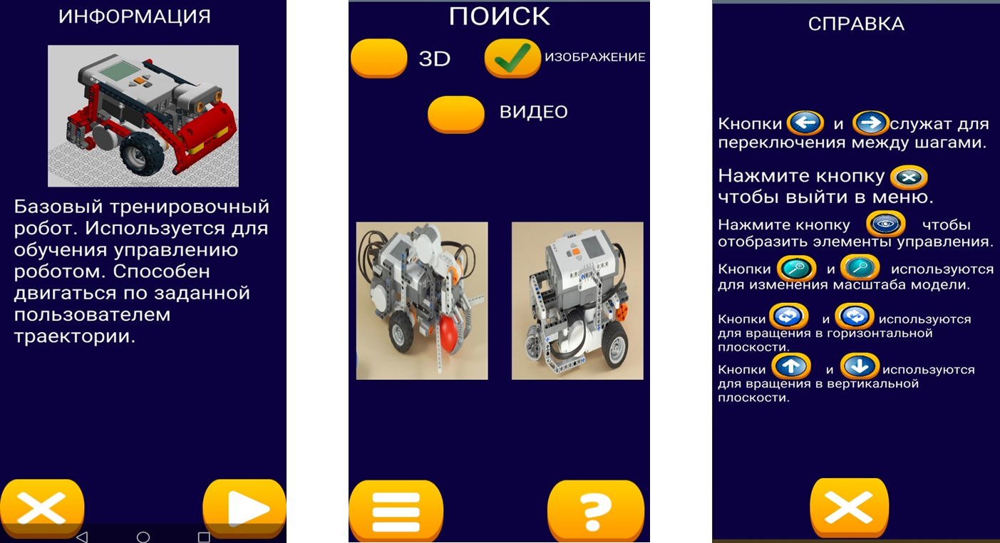 ИНФОРМАЦИЯ
Базовый тренировочный
робот. Используется для
обучения управлению
роботом. Способен
двигаться по заданной
пользователем
траектории.
ПОИСК
3D
ИЗОБРАЖЕНИЕ
ВИДЕО
?
СПРАВКА
Кнопки и служат для
переключения между шагами.
Нажмите кнопку
чтобы выйти в меню.
Нажмите кнопку чтобы
отобразить элементы управления.
Кнопки и используются
для изменения масштаба модели.
Кнопки и используются
для вращения в горизонтальной
плоскости.
Кнопки и используются
для вращения в вертикальной
плоскости.